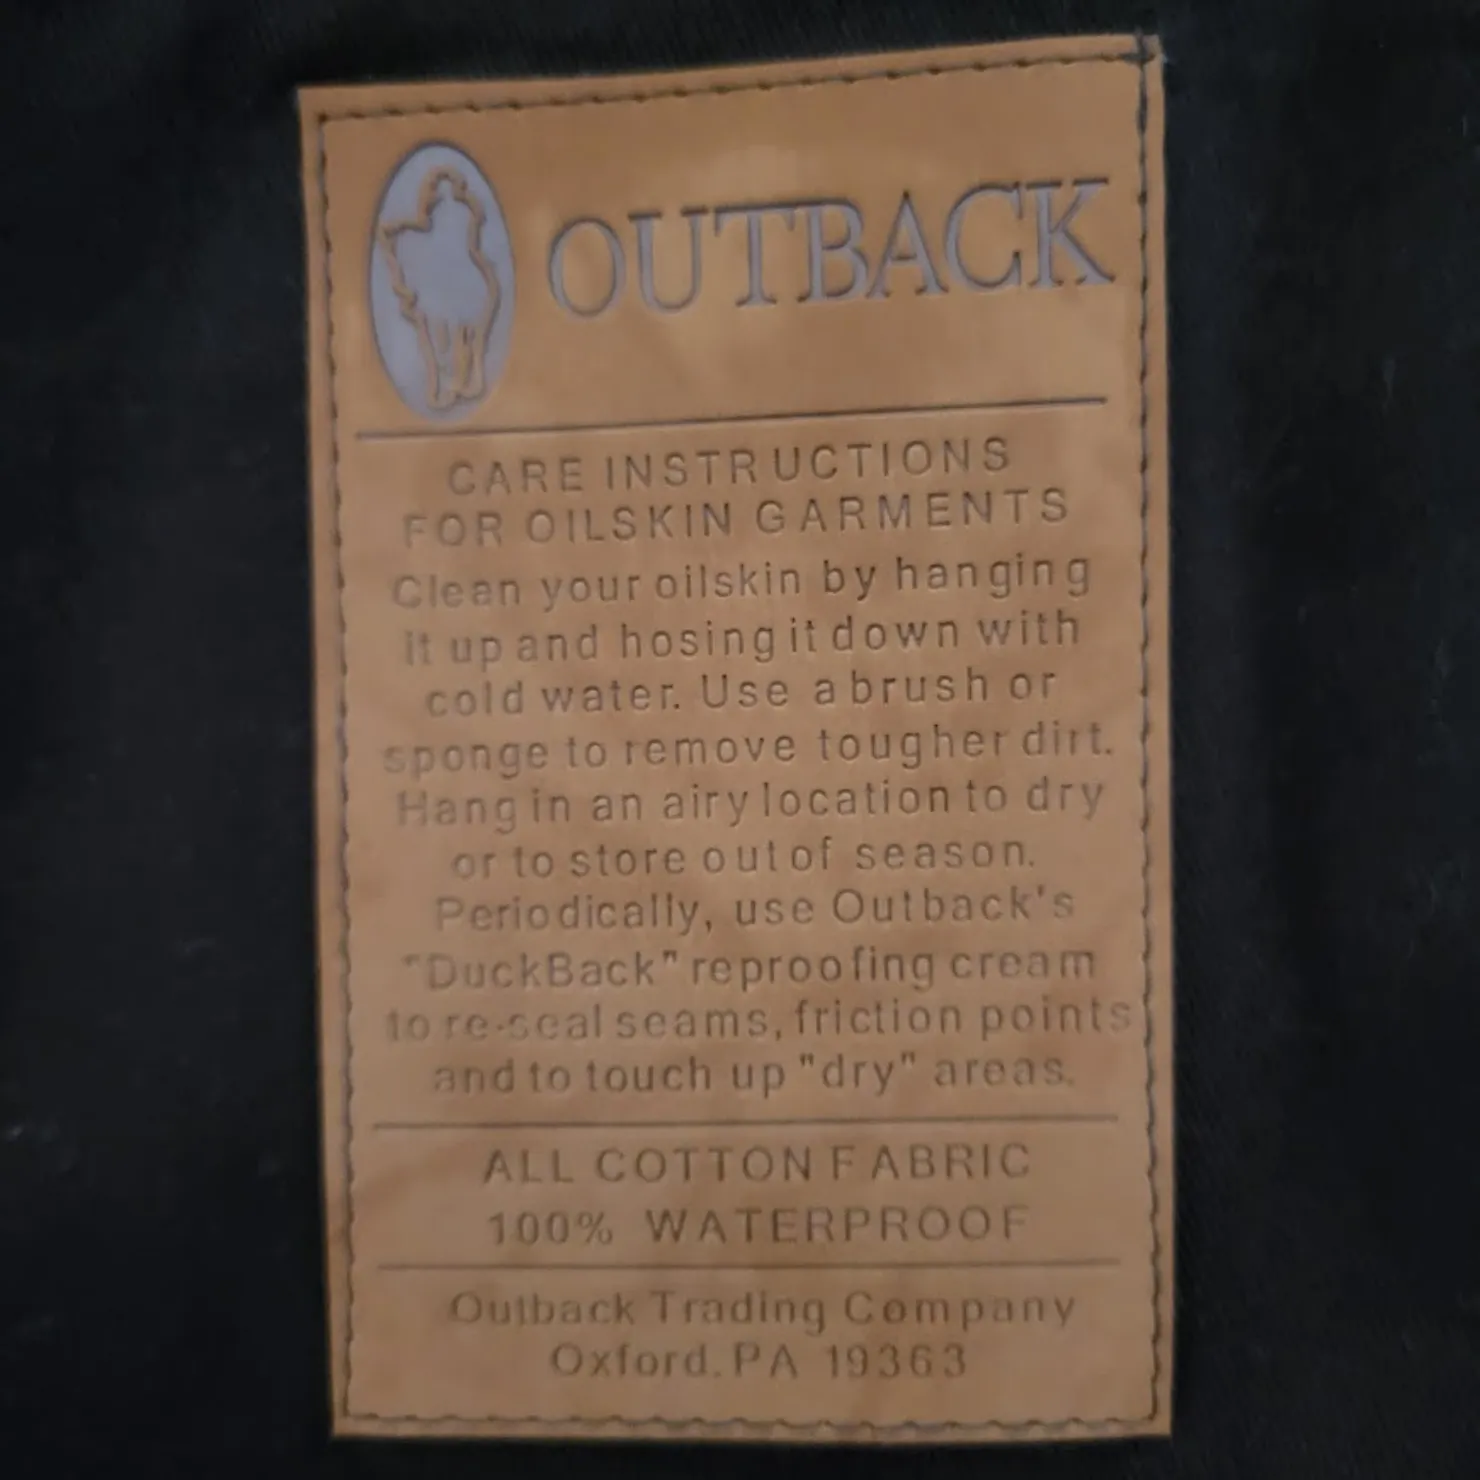 OUTBACK
CARE INSTRUCTIONS
FOR OILSKIN GARMENTS
Clean your oilskin by hanging
it up and hosing it down with
cold water. Use a brush or
sponge to remove tougher dirt.
Hang in an airy location to dry
or to store out of season.
Periodically, use Outback's
"DuckBack" reproofing cream
to re-seal seams, friction points
and to touch up "dry" areas.
ALL COTTON FABRIC
100% WATERPROOF
Outback Trading Company
Oxford, PA 19363